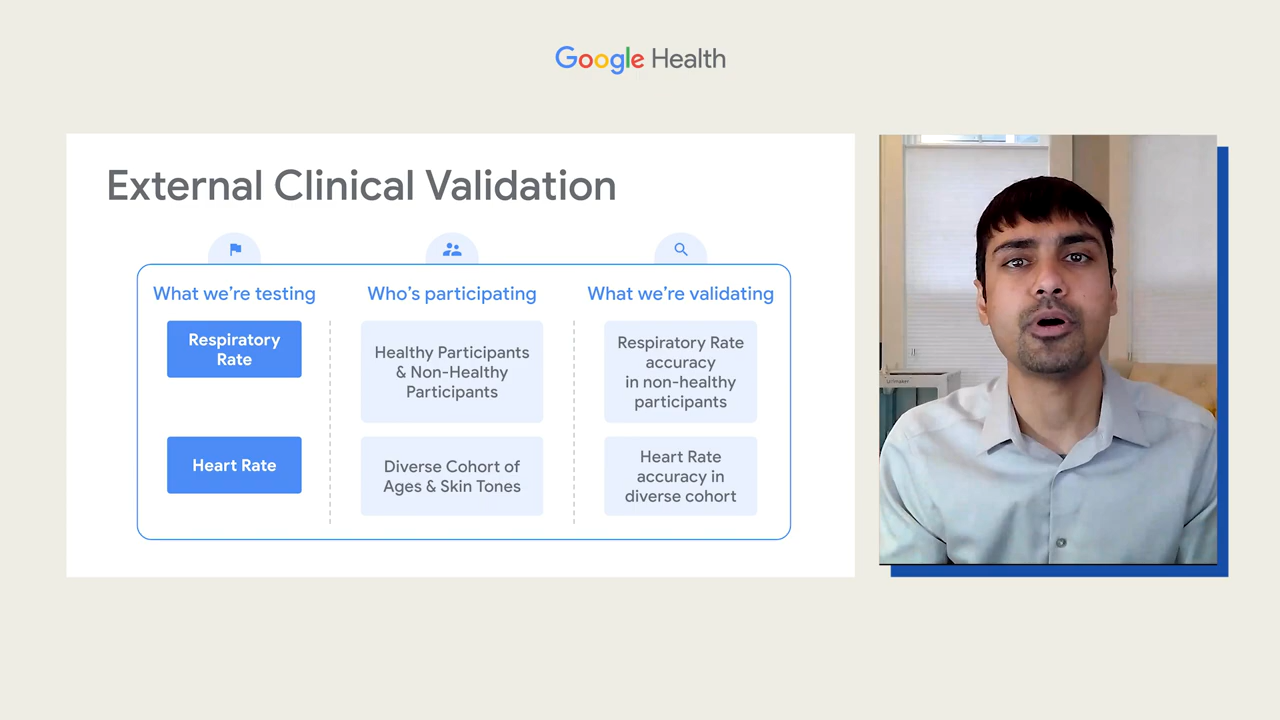 Google Health
External Clinical Validation
What we're testing
Who's participating
What we're validating
Respiratory
Rate
Healthy Participants
& Non-Healthy
Participants
Respiratory Rate
accuracy
in non-healthy
participants
Heart Rate
Diverse Cohort of
Ages & Skin Tones
Heart Rate
accuracy in
diverse cohort